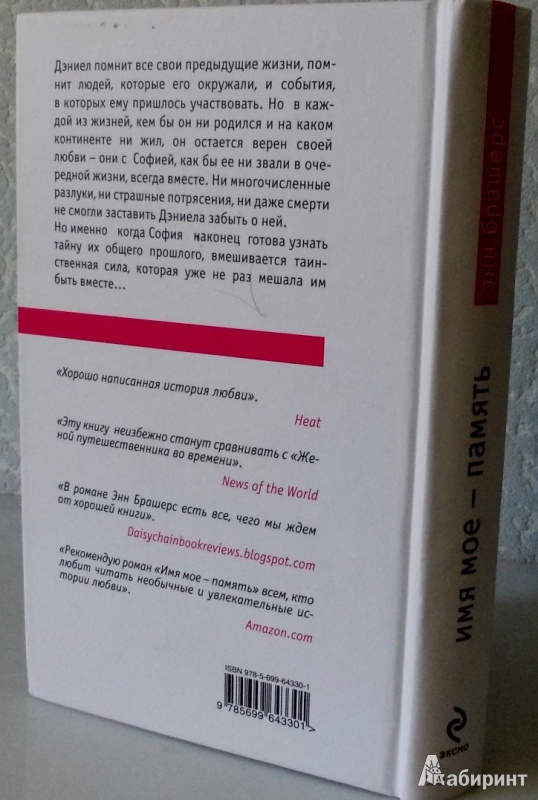 Дэниел помнит все свои предыдущие жизни, пом-
нит людей, которые его окружали, и события,
в которых ему пришлось участвовать. Но в каж-
дой из жизней, кем бы он ни родился и на каком
континенте ни жил, он остается верен своей
любви – они с Софией, как бы ее ни звали в оче-
редной жизни, всегда вместе. Ни многочисленные
разлуки, ни страшные потрясения, ни даже смерти
не смогли заставить Дэниела забыть о ней.
Но именно когда София наконец готова узнать
тайну их общего прошлого, вмешивается таин-
ственная сила, которая уже не раз мешала им
быть вместе...
«Хорошо написанная история любви».
Heat
«Эту книгу неизбежно станут сравнивать с «Же-
ной путешественника во времени».
News of the World
«В романе Энн Брашерс есть все, чего мы ждем
от хорошей книги».
Daisychainbookreviews.blogspot.com
«Рекомендую роман «Имя мое – память» всем, кто
любит читать необычные и увлекательные ис-
тории любви».
Amazon.com
ISBN 978-5-699-64330-1
9 785699 643301>
энн брашерс
имя мое – память
эксмо
Лабиринт